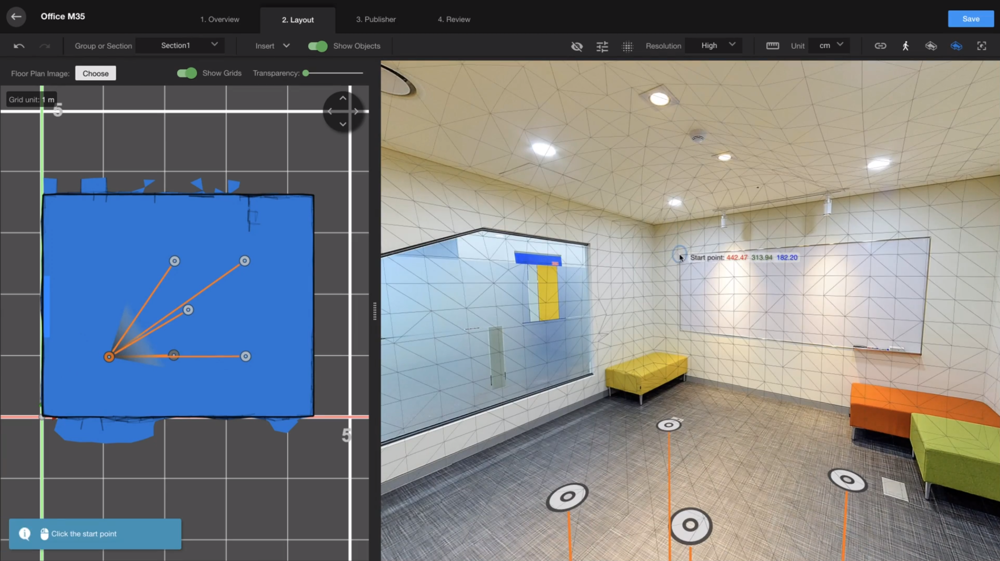 Office M35
1. Overview
2. Layout
3. Publisher
4. Review
Save
Group or Section
Section1
Insert
Show Objects
Resolution
High
Unit
cm
Floor Plan Image:
Choose
Show Grids
Transparency:
Grid unit: 1 m
5
Start point: 442.47 313.94 182.20
5
Click the start point